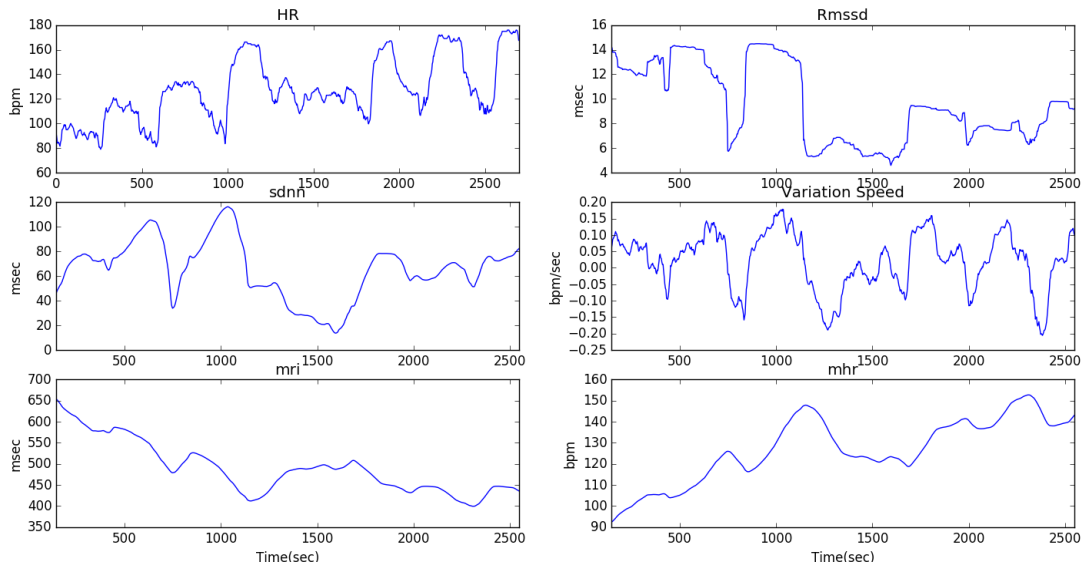 HR
180
160
140
120
100
80
60
bpm
0 500 1000 1500 2000 2500
Rmssd
16
14
12
10
8
6
4
msec
500 1000 1500 2000 2500
sdnn
120
100
80
60
40
20
0
msec
500 1000 1500 2000 2500
Variation Speed
0.20
0.15
0.10
0.05
0.00
−0.05
−0.10
−0.15
−0.20
−0.25
bpm/sec
500 1000 1500 2000 2500
mri
700
650
600
550
500
450
400
350
msec
500 1000 1500 2000 2500
Time(sec)
mhr
160
150
140
130
120
110
100
90
bpm
500 1000 1500 2000 2500
Time(sec)